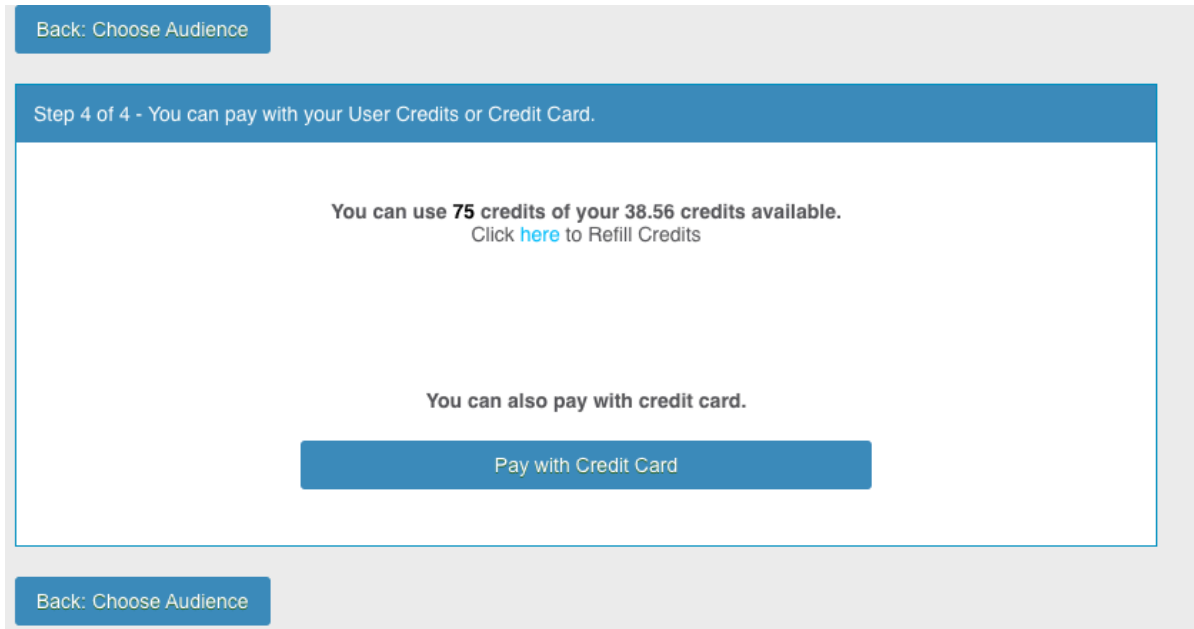 Back: Choose Audience
Step 4 of 4 - You can pay with your User Credits or Credit Card.
You can use 75 credits of your 38.56 credits available.
Click here to Refill Credits
You can also pay with credit card.
Pay with Credit Card
Back: Choose Audience